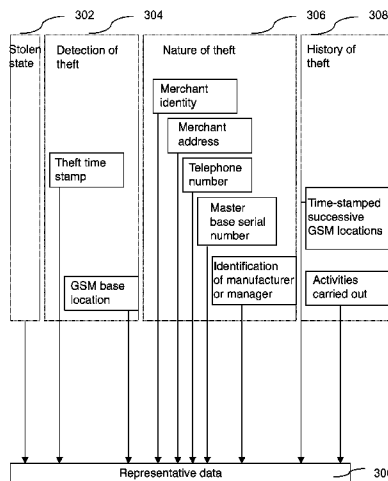 302
304
306
308
Stolen
state
Detection of
theft
Nature of theft
History of
theft
Merchant
identity
Merchant
address
Theft time
stamp
Telephone
number
Master
base serial
number
Time-stamped
successive
GSM locations
GSM base
location
Identification
of manufacturer
or manager
Activities
carried out
Representative data